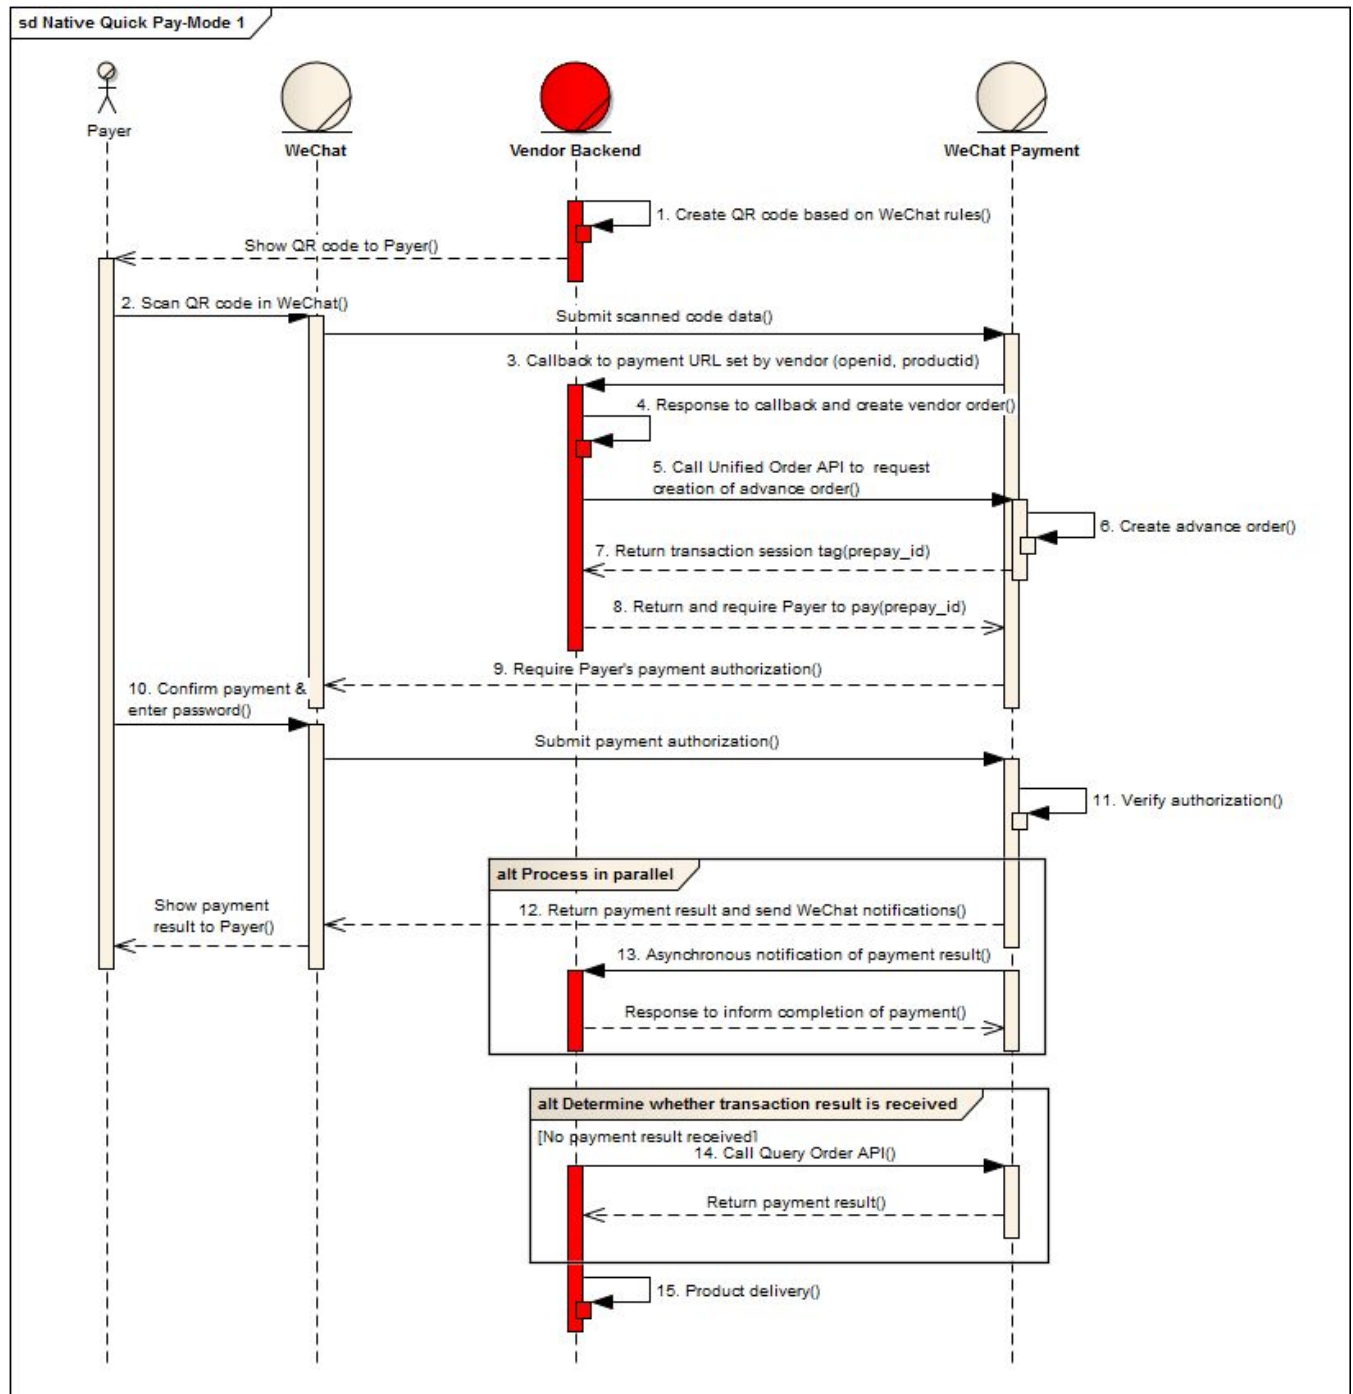 sd Native Quick Pay-Mode 1
Payer
WeChat
Vendor Backend
WeChat Payment
1. Create QR code based on WeChat rules()
Show QR code to Payer()
2. Scan QR code in WeChat()
Submit scanned code data()
3. Callback to payment URL set by vendor (openid, productid)
4. Response to callback and create vendor order()
5. Call Unified Order API to request
creation of advance order()
6. Create advance order()
7. Return transaction session tag(prepay_id)
8. Return and require Payer to pay(prepay_id)
9. Require Payer's payment authorization()
10. Confirm payment &
enter password()
Submit payment authorization()
11. Verify authorization()
alt Process in parallel
12. Return payment result and send WeChat notifications()
Show payment
result to Payer()
13. Asynchronous notification of payment result()
Response to inform completion of payment()
alt Determine whether transaction result is received
[No payment result received]
14. Call Query Order API()
Return payment result()
15. Product delivery()